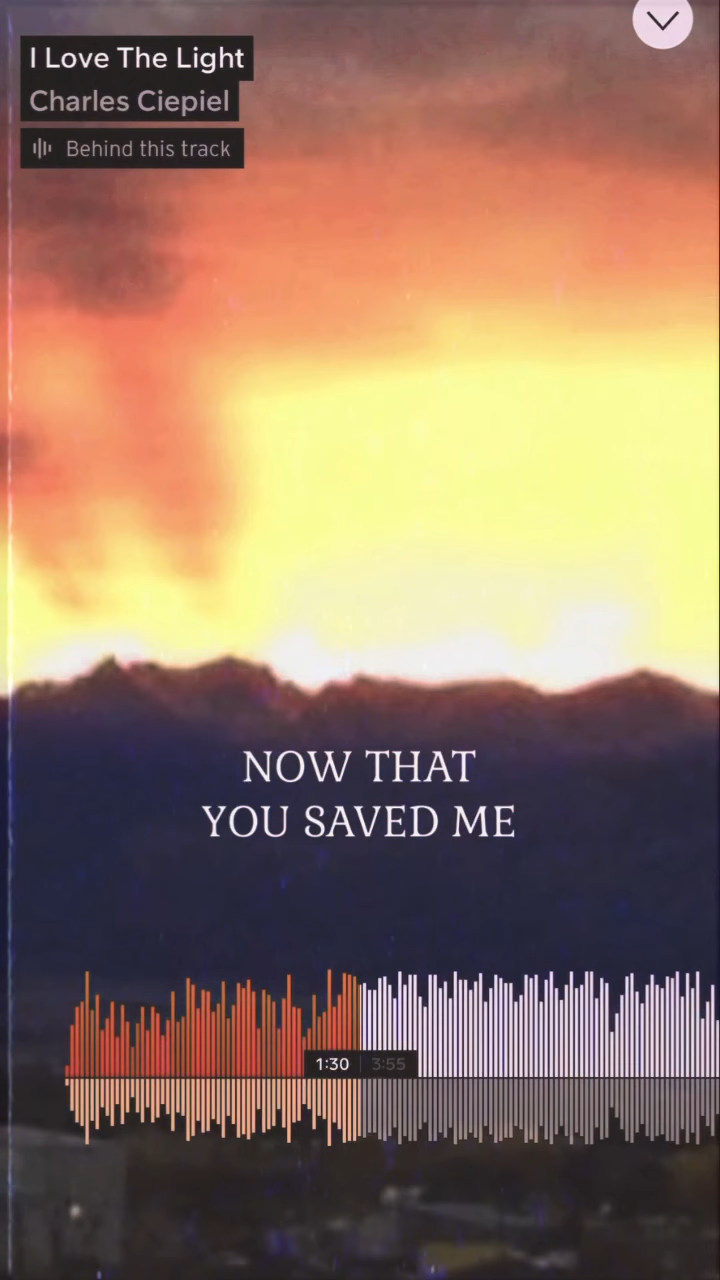 I Love The Light
Charles Ciepiel
Behind this track
NOW THAT
YOU SAVED ME
1:30 3:55